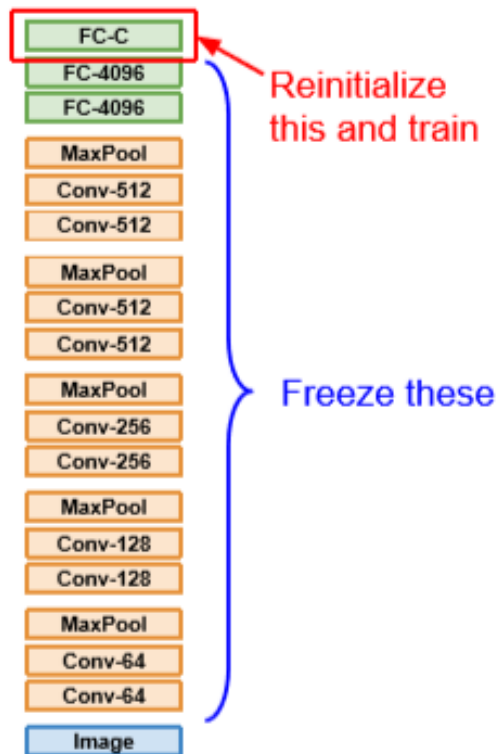 FC-C
FC-4096
FC-4096
MaxPool
Conv-512
Conv-512
MaxPool
Conv-512
Conv-512
MaxPool
Conv-256
Conv-256
MaxPool
Conv-128
Conv-128
MaxPool
Conv-64
Conv-64
Image
Reinitialize
this and train
Freeze these